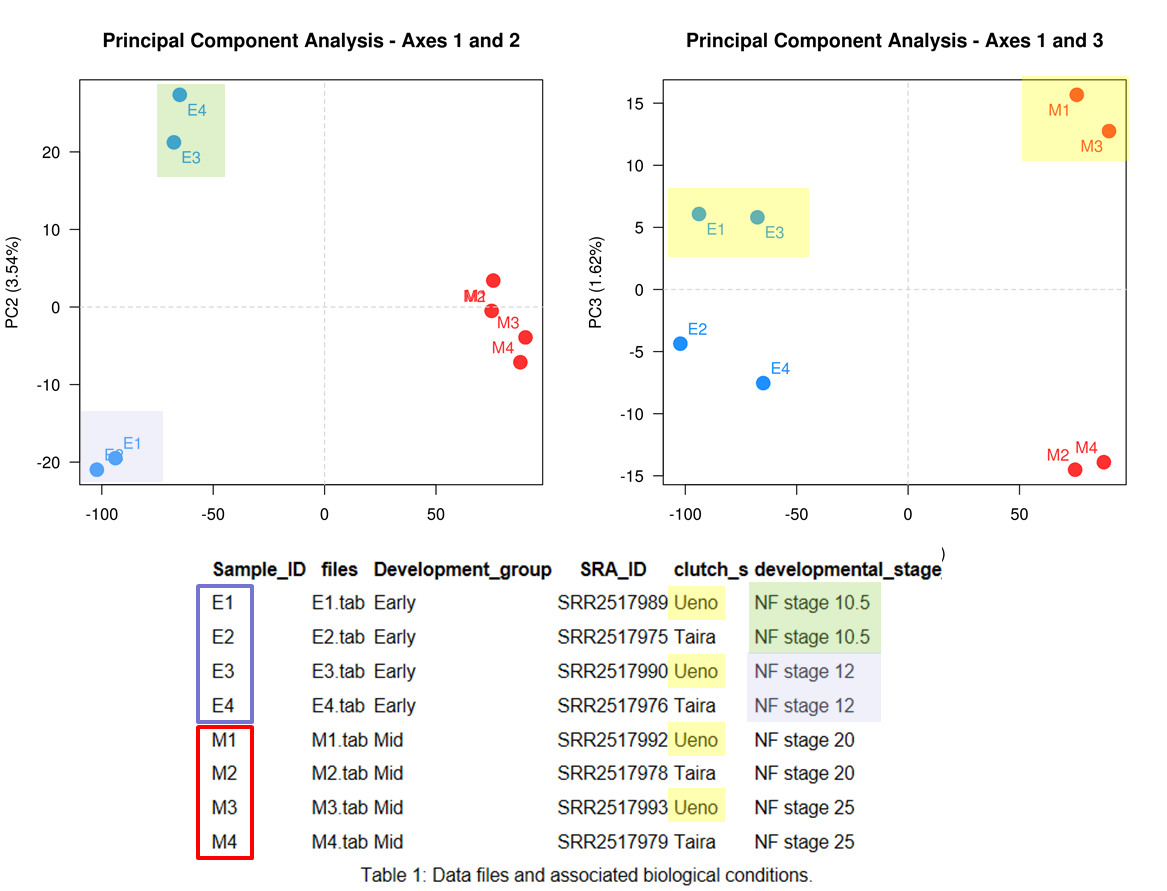 Principal Component Analysis - Axes 1 and 2
PC2 (3.54%)
20
10
0
-10
-20
-100
-50
0
50
E4
E3
M3
M4
E1
Principal Component Analysis - Axes 1 and 3
PC3 (1.62%)
15
10
5
0
-5
-10
-15
-100
-50
0
50
M1
M3
E1
E3
E2
E4
M2
M4
)
Sample_ID files Development_group SRA_ID clutch_s developmental_stage
E1 E1.tab Early SRR2517989 Ueno NF stage 10.5
E2 E2.tab Early SRR2517975 Taira NF stage 10.5
E3 E3.tab Early SRR2517990 Ueno NF stage 12
E4 E4.tab Early SRR2517976 Taira NF stage 12
M1 M1.tab Mid SRR2517992 Ueno NF stage 20
M2 M2.tab Mid SRR2517978 Taira NF stage 20
M3 M3.tab Mid SRR2517993 Ueno NF stage 25
M4 M4.tab Mid SRR2517979 Taira NF stage 25
Table 1: Data files and associated biological conditions.